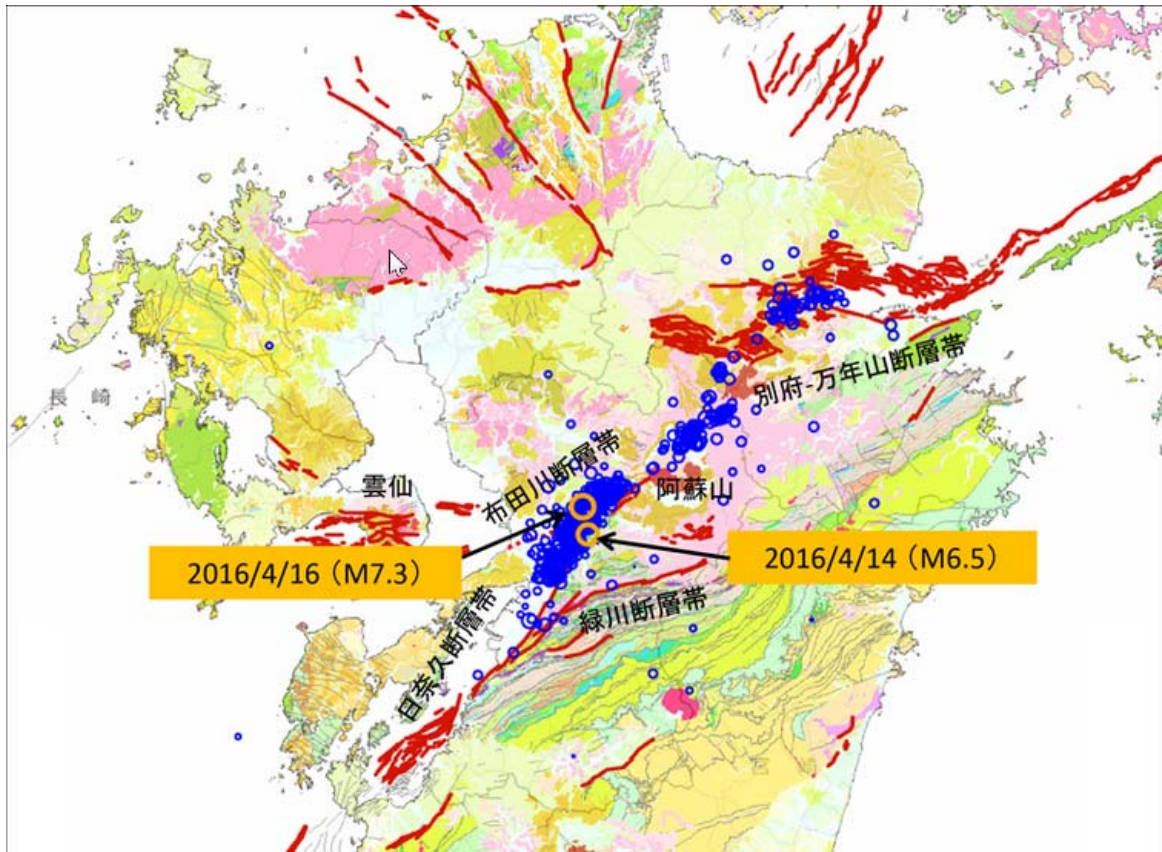 別府-万年山断層帯
長崎
布田川断層帯
雲仙
阿蘇山
2016/4/16（M7.3）
2016/4/14（M6.5）
緑川断層帯
日奈久断層帯